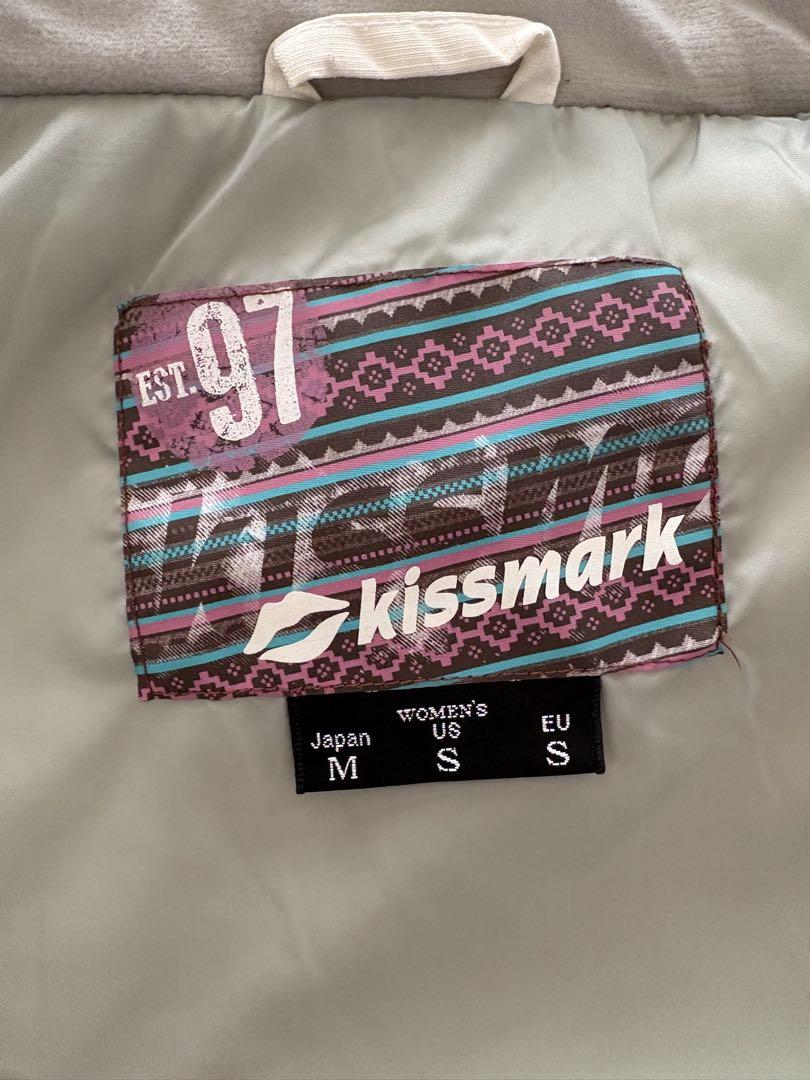 EST. 97
kissmark
WOMEN'S
Japan US EU
M S S